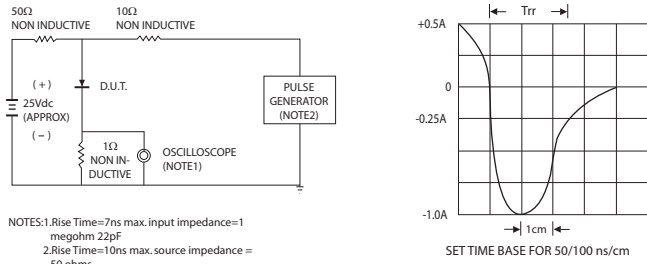 50Ω
NON INDUCTIVE
10Ω
NON INDUCTIVE
(+)
25Vdc
(APPROX)
(−)
D.U.T.
1Ω
NON IN-
DUCTIVE
OSCILLOSCOPE
(NOTE1)
PULSE
GENERATOR
(NOTE2)
NOTES:1.Rise Time=7ns max. input impedance=1
megohm 22pF
2.Rise Time=10ns max. source impedance =
50 ohms
Trr
+0.5A
0
-0.25A
-1.0A
1cm
SET TIME BASE FOR 50/100 ns/cm